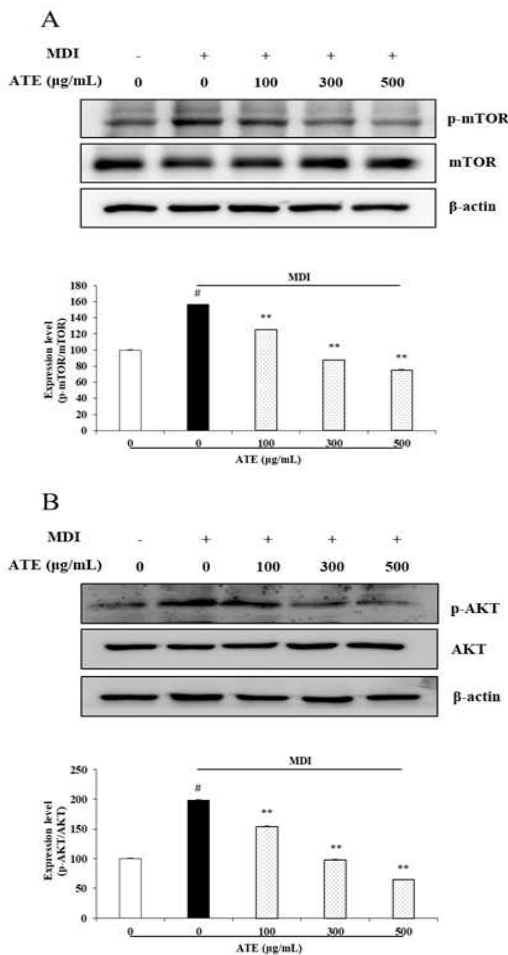 A
MDI - + + + +
ATE (µg/mL) 0 0 100 300 500
p-mTOR
mTOR
β-actin
MDI
Expression level
(p-mTOR/mTOR)
180
160
140
120
100
80
60
40
20
0
#
**
**
**
0 0 100 300 500
ATE (µg/mL)
B
MDI - + + + +
ATE (µg/mL) 0 0 100 300 500
p-AKT
AKT
β-actin
MDI
Expression level
(p-AKT/AKT)
250
200
150
100
50
0
#
**
**
**
0 0 100 300 500
ATE (µg/mL)